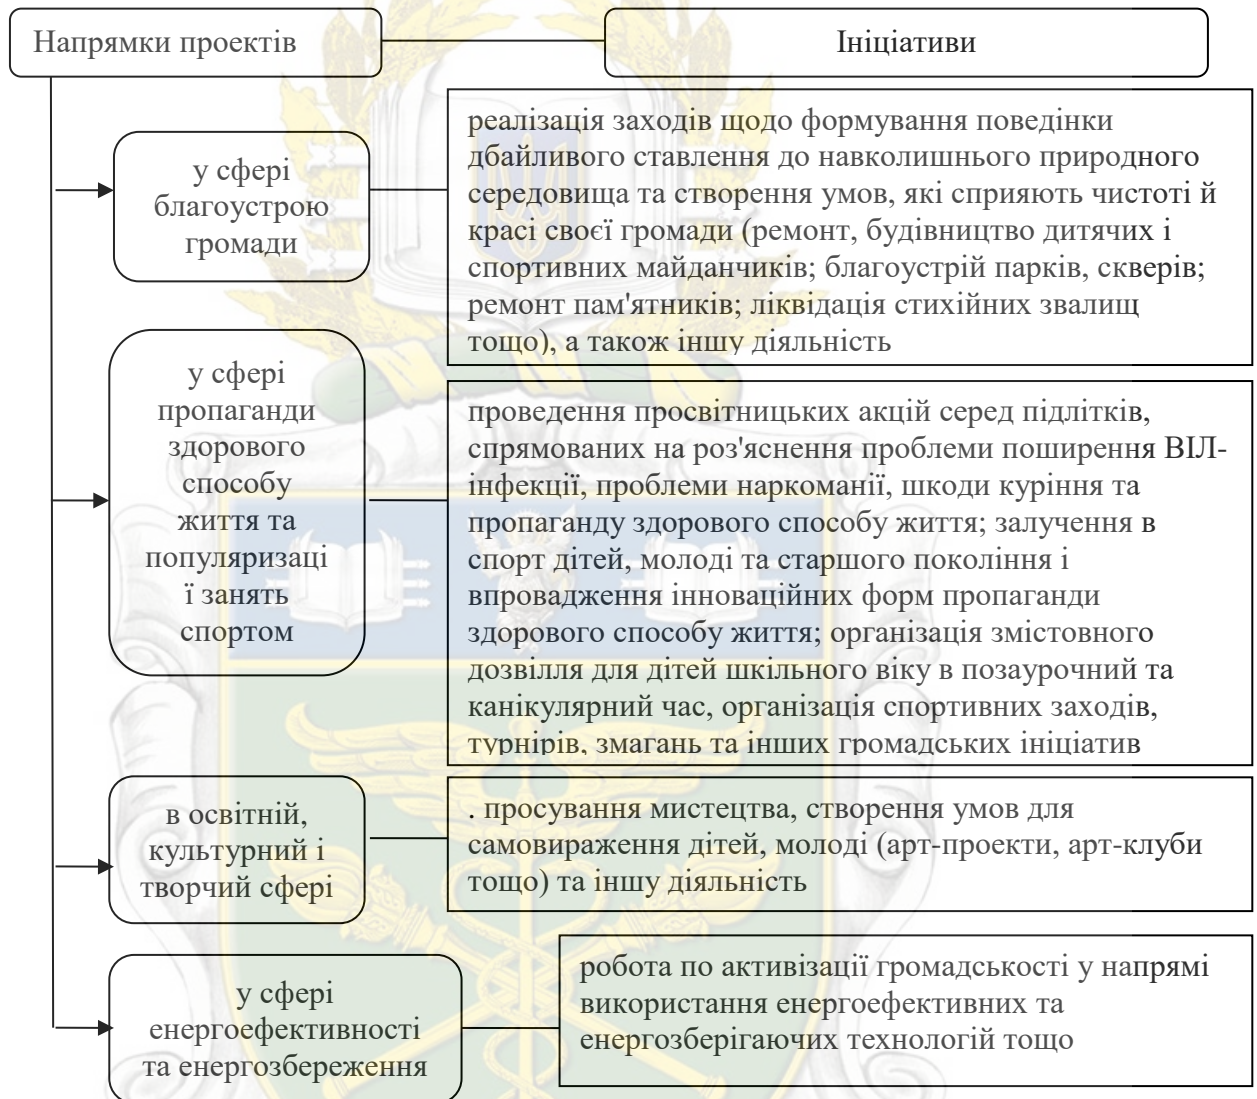 Напрямки проектів
Ініціативи
у сфері
благоустрою
громади
реалізація заходів щодо формування поведінки
дбайливого ставлення до навколишнього природного
середовища та створення умов, які сприяють чистоті й
красі своєї громади (ремонт, будівництво дитячих і
спортивних майданчиків; благоустрій парків, скверів;
ремонт пам'ятників; ліквідація стихійних звалищ
тощо), а також іншу діяльність
у сфері
пропаганди
здорового
способу
життя та
популяризаці
ї занять
спортом
проведення просвітницьких акцій серед підлітків,
спрямованих на роз'яснення проблеми поширення ВІЛ-
інфекції, проблеми наркоманії, шкоди куріння та
пропаганду здорового способу життя; залучення в
спорт дітей, молоді та старшого покоління і
впровадження інноваційних форм пропаганди
здорового способу життя; організація змістовного
дозвілля для дітей шкільного віку в позаурочний та
канікулярний час, організація спортивних заходів,
турнірів, змагань та інших громадських ініціатив
в освітній,
культурний і
творчий сфері
. просування мистецтва, створення умов для
самовираження дітей, молоді (арт-проекти, арт-клуби
тощо) та іншу діяльність
у сфері
енергоефективності
та енергозбереження
робота по активізації громадськості у напрямі
використання енергоефективних та
енергозберігаючих технологій тощо